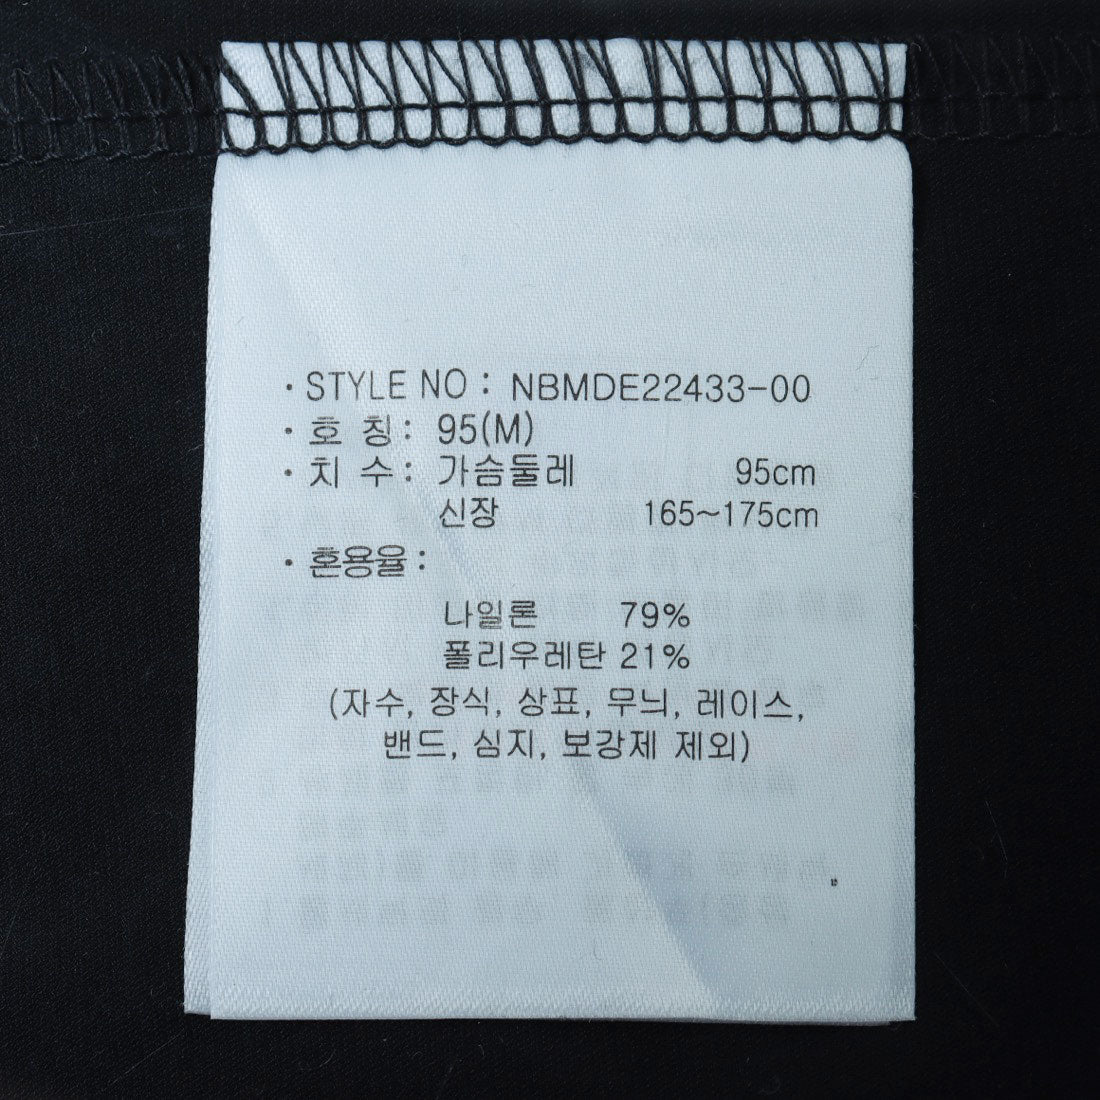 · STYLE NO : NBMDE22433-00
· 호 칭 : 95(M)
· 치 수 : 가슴둘레 95cm
신장 165~175cm
· 혼용율 :
나일론 79%
폴리우레탄 21%
(자수, 장식, 상표, 무늬, 레이스,
밴드, 심지, 보강제 제외)